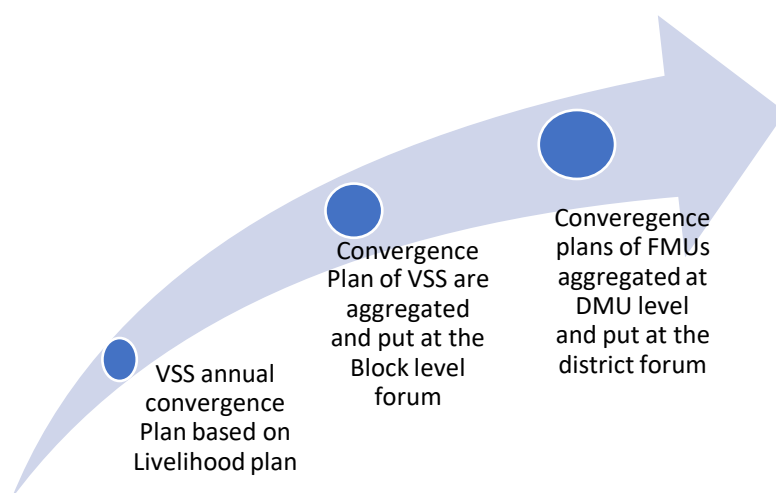 VSS annual
convergence
Plan based on
Livelihood plan
Convergence
Plan of VSS are
aggregated
and put at the
Block level
forum
Converegence
plans of FMUs
aggregated at
DMU level
and put at the
district forum